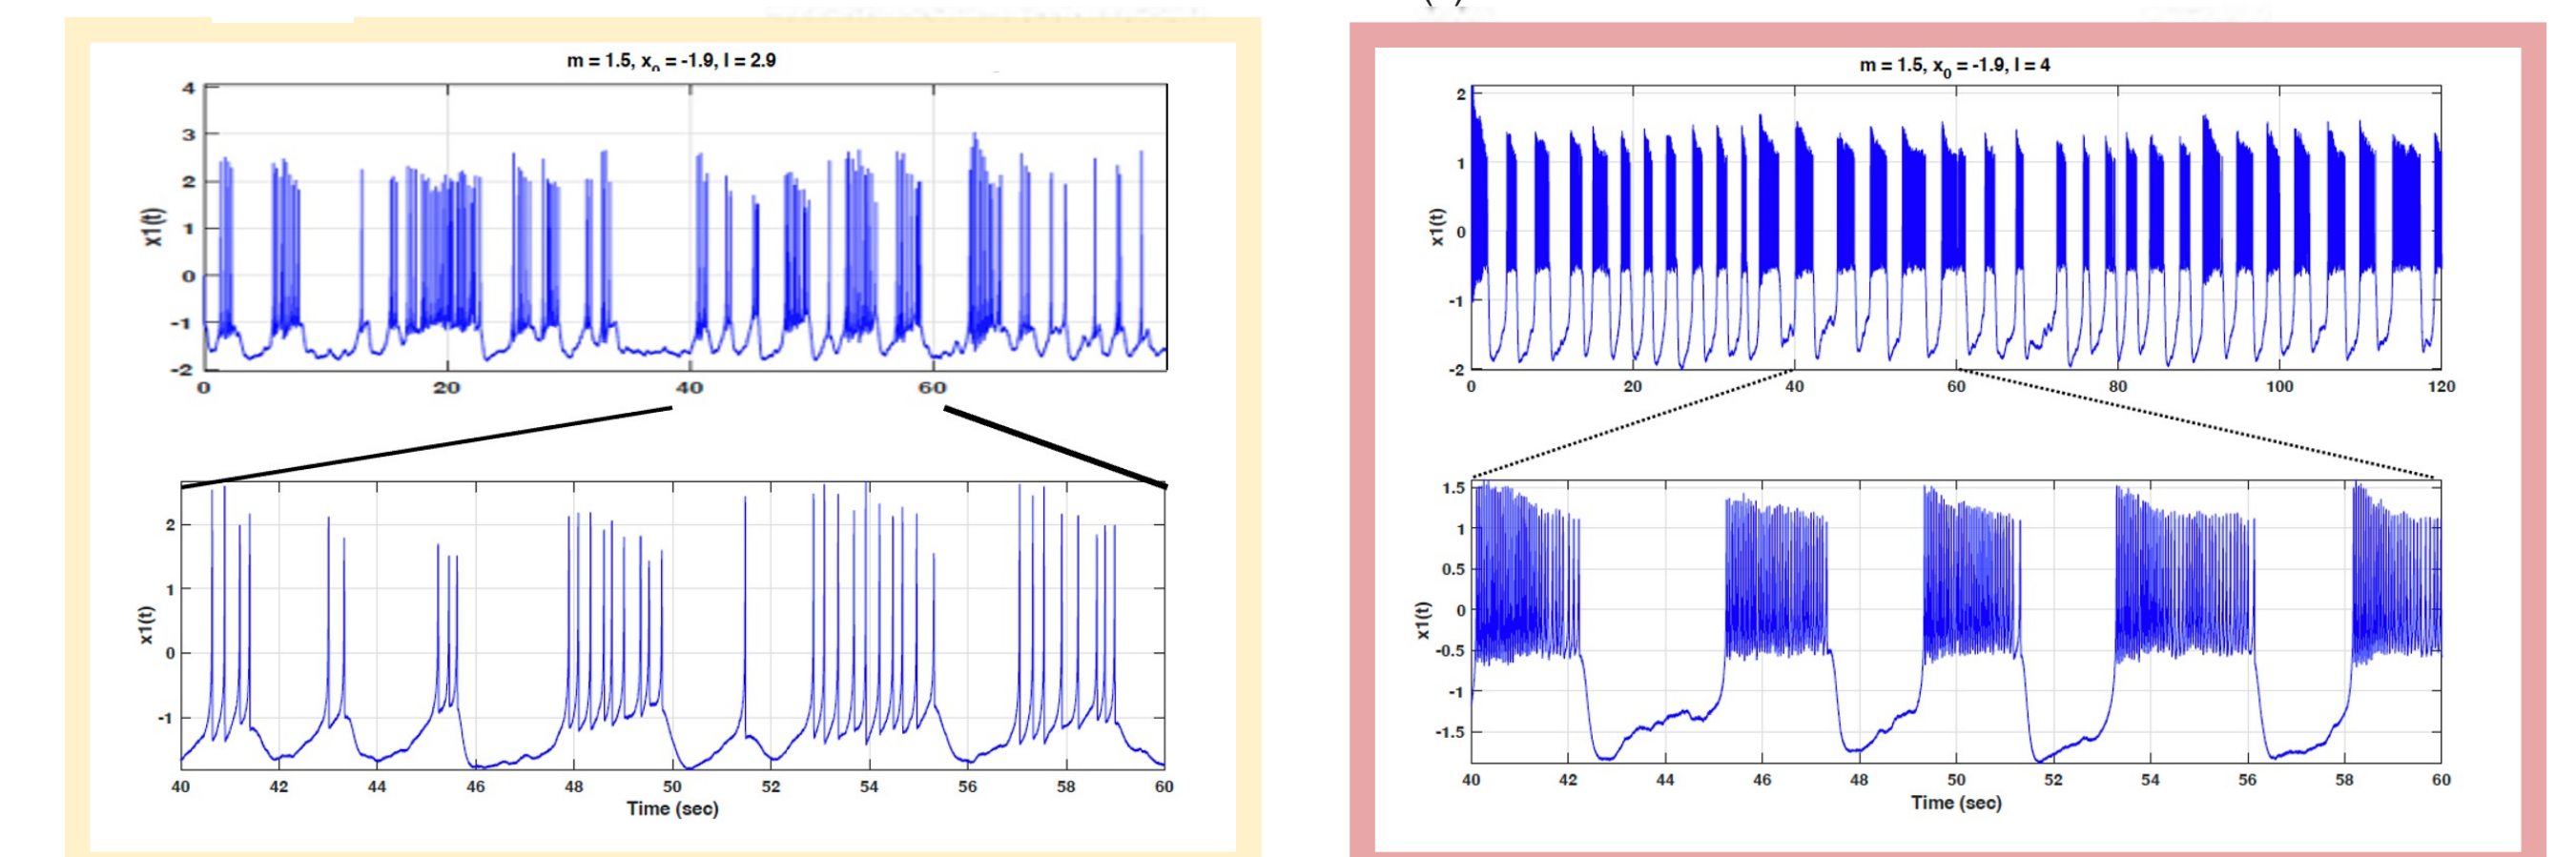 m = 1.5, x0 = -1.9, I = 2.9
4
3
2
1
0
-1
-2
x1(t)
0 20 40 60
2
1
0
-1
x1(t)
40 42 44 46 48 50 52 54 56 58 60
Time (sec)
m = 1.5, x0 = -1.9, I = 4
2
1
0
-1
-2
x1(t)
0 20 40 60 80 100 120
1.5
1
0.5
0
-0.5
-1
-1.5
x1(t)
40 42 44 46 48 50 52 54 56 58 60
Time (sec)